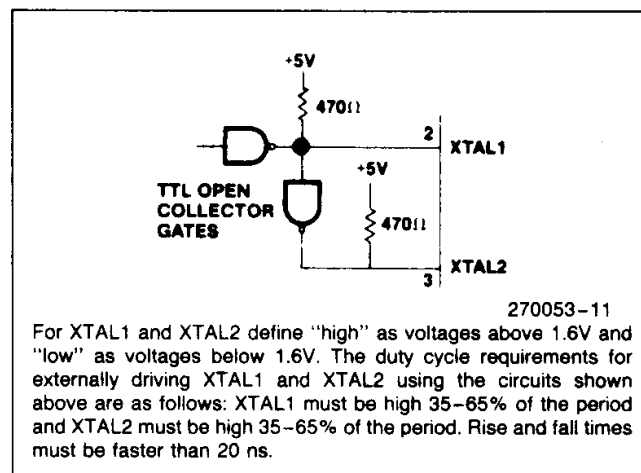 +5V
470Ω
2
XTAL1
+5V
TTL OPEN
COLLECTOR
GATES
470Ω
XTAL2
3
270053-11
For XTAL1 and XTAL2 define "high" as voltages above 1.6V and
"low" as voltages below 1.6V. The duty cycle requirements for
externally driving XTAL1 and XTAL2 using the circuits shown
above are as follows: XTAL1 must be high 35–65% of the period
and XTAL2 must be high 35–65% of the period. Rise and fall times
must be faster than 20 ns.